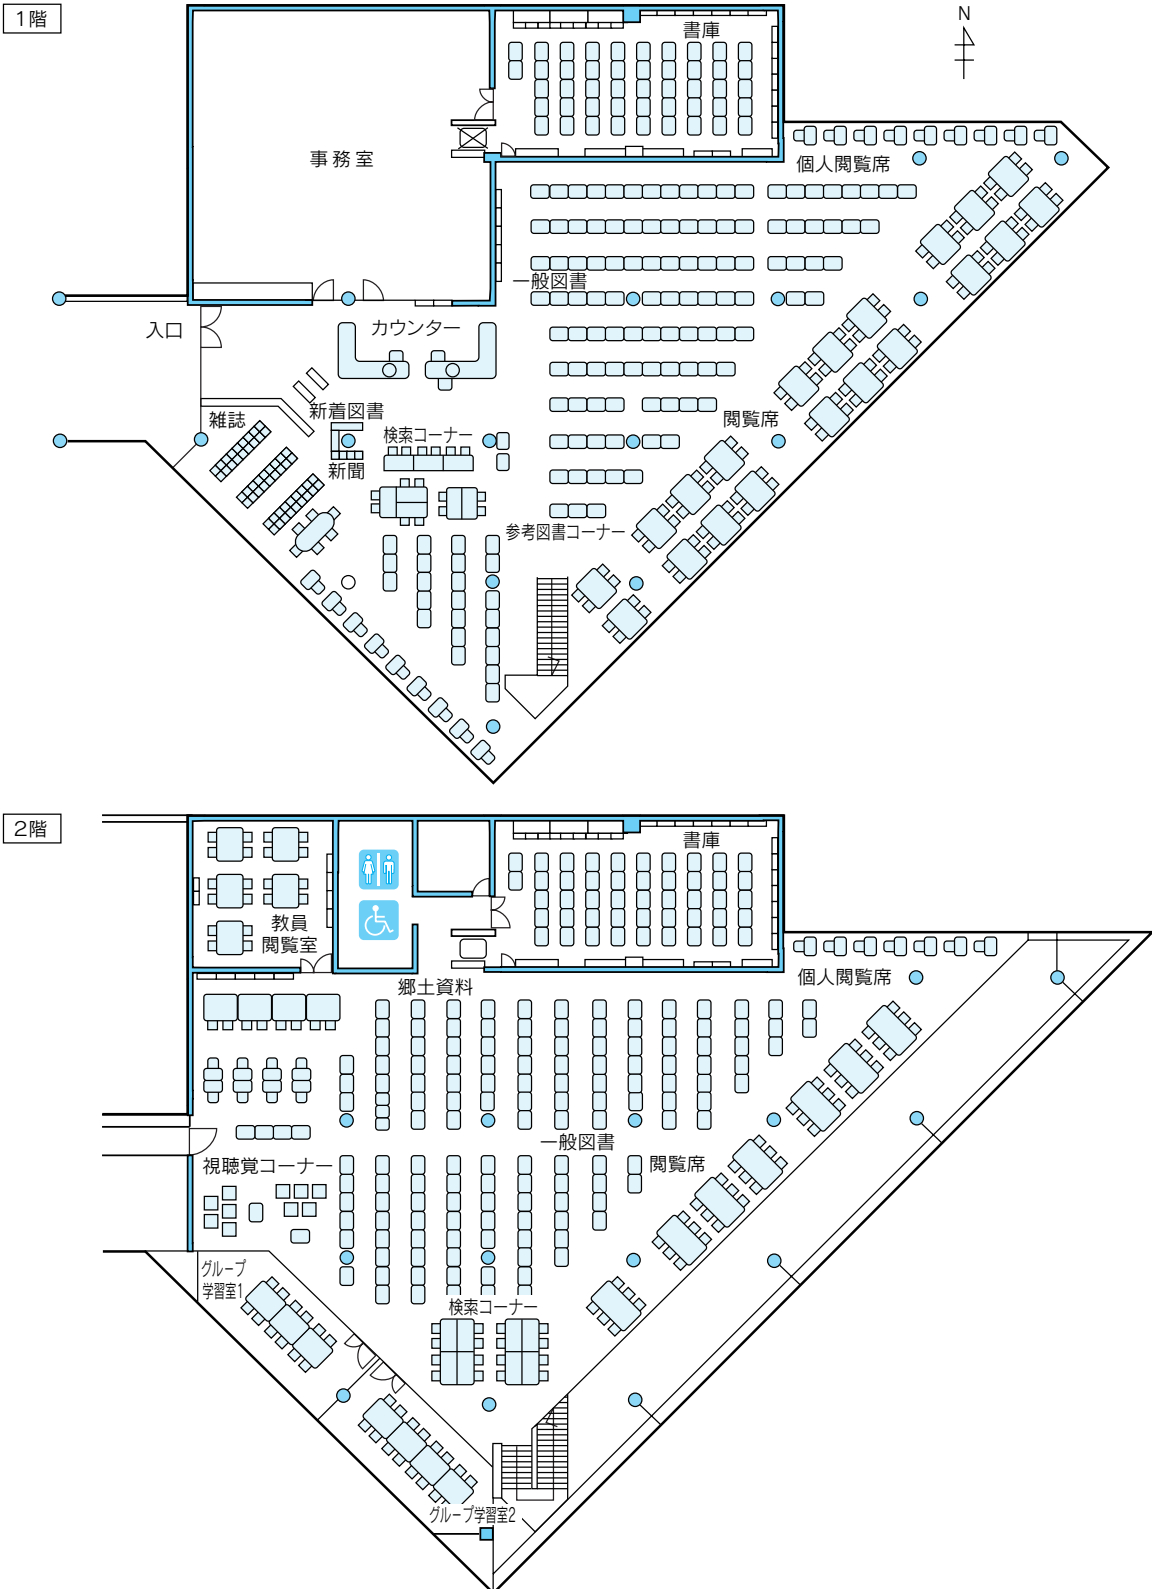 1階
N
書庫
事務室
個人閲覧席
一般図書
入口
カウンター
雑誌
新着図書
検索コーナー
閲覧席
新聞
参考図書コーナー
2階
書庫
教員
閲覧室
郷土資料
個人閲覧席
一般図書
視聴覚コーナー
閲覧席
グループ
学習室1
検索コーナー
グループ学習室2